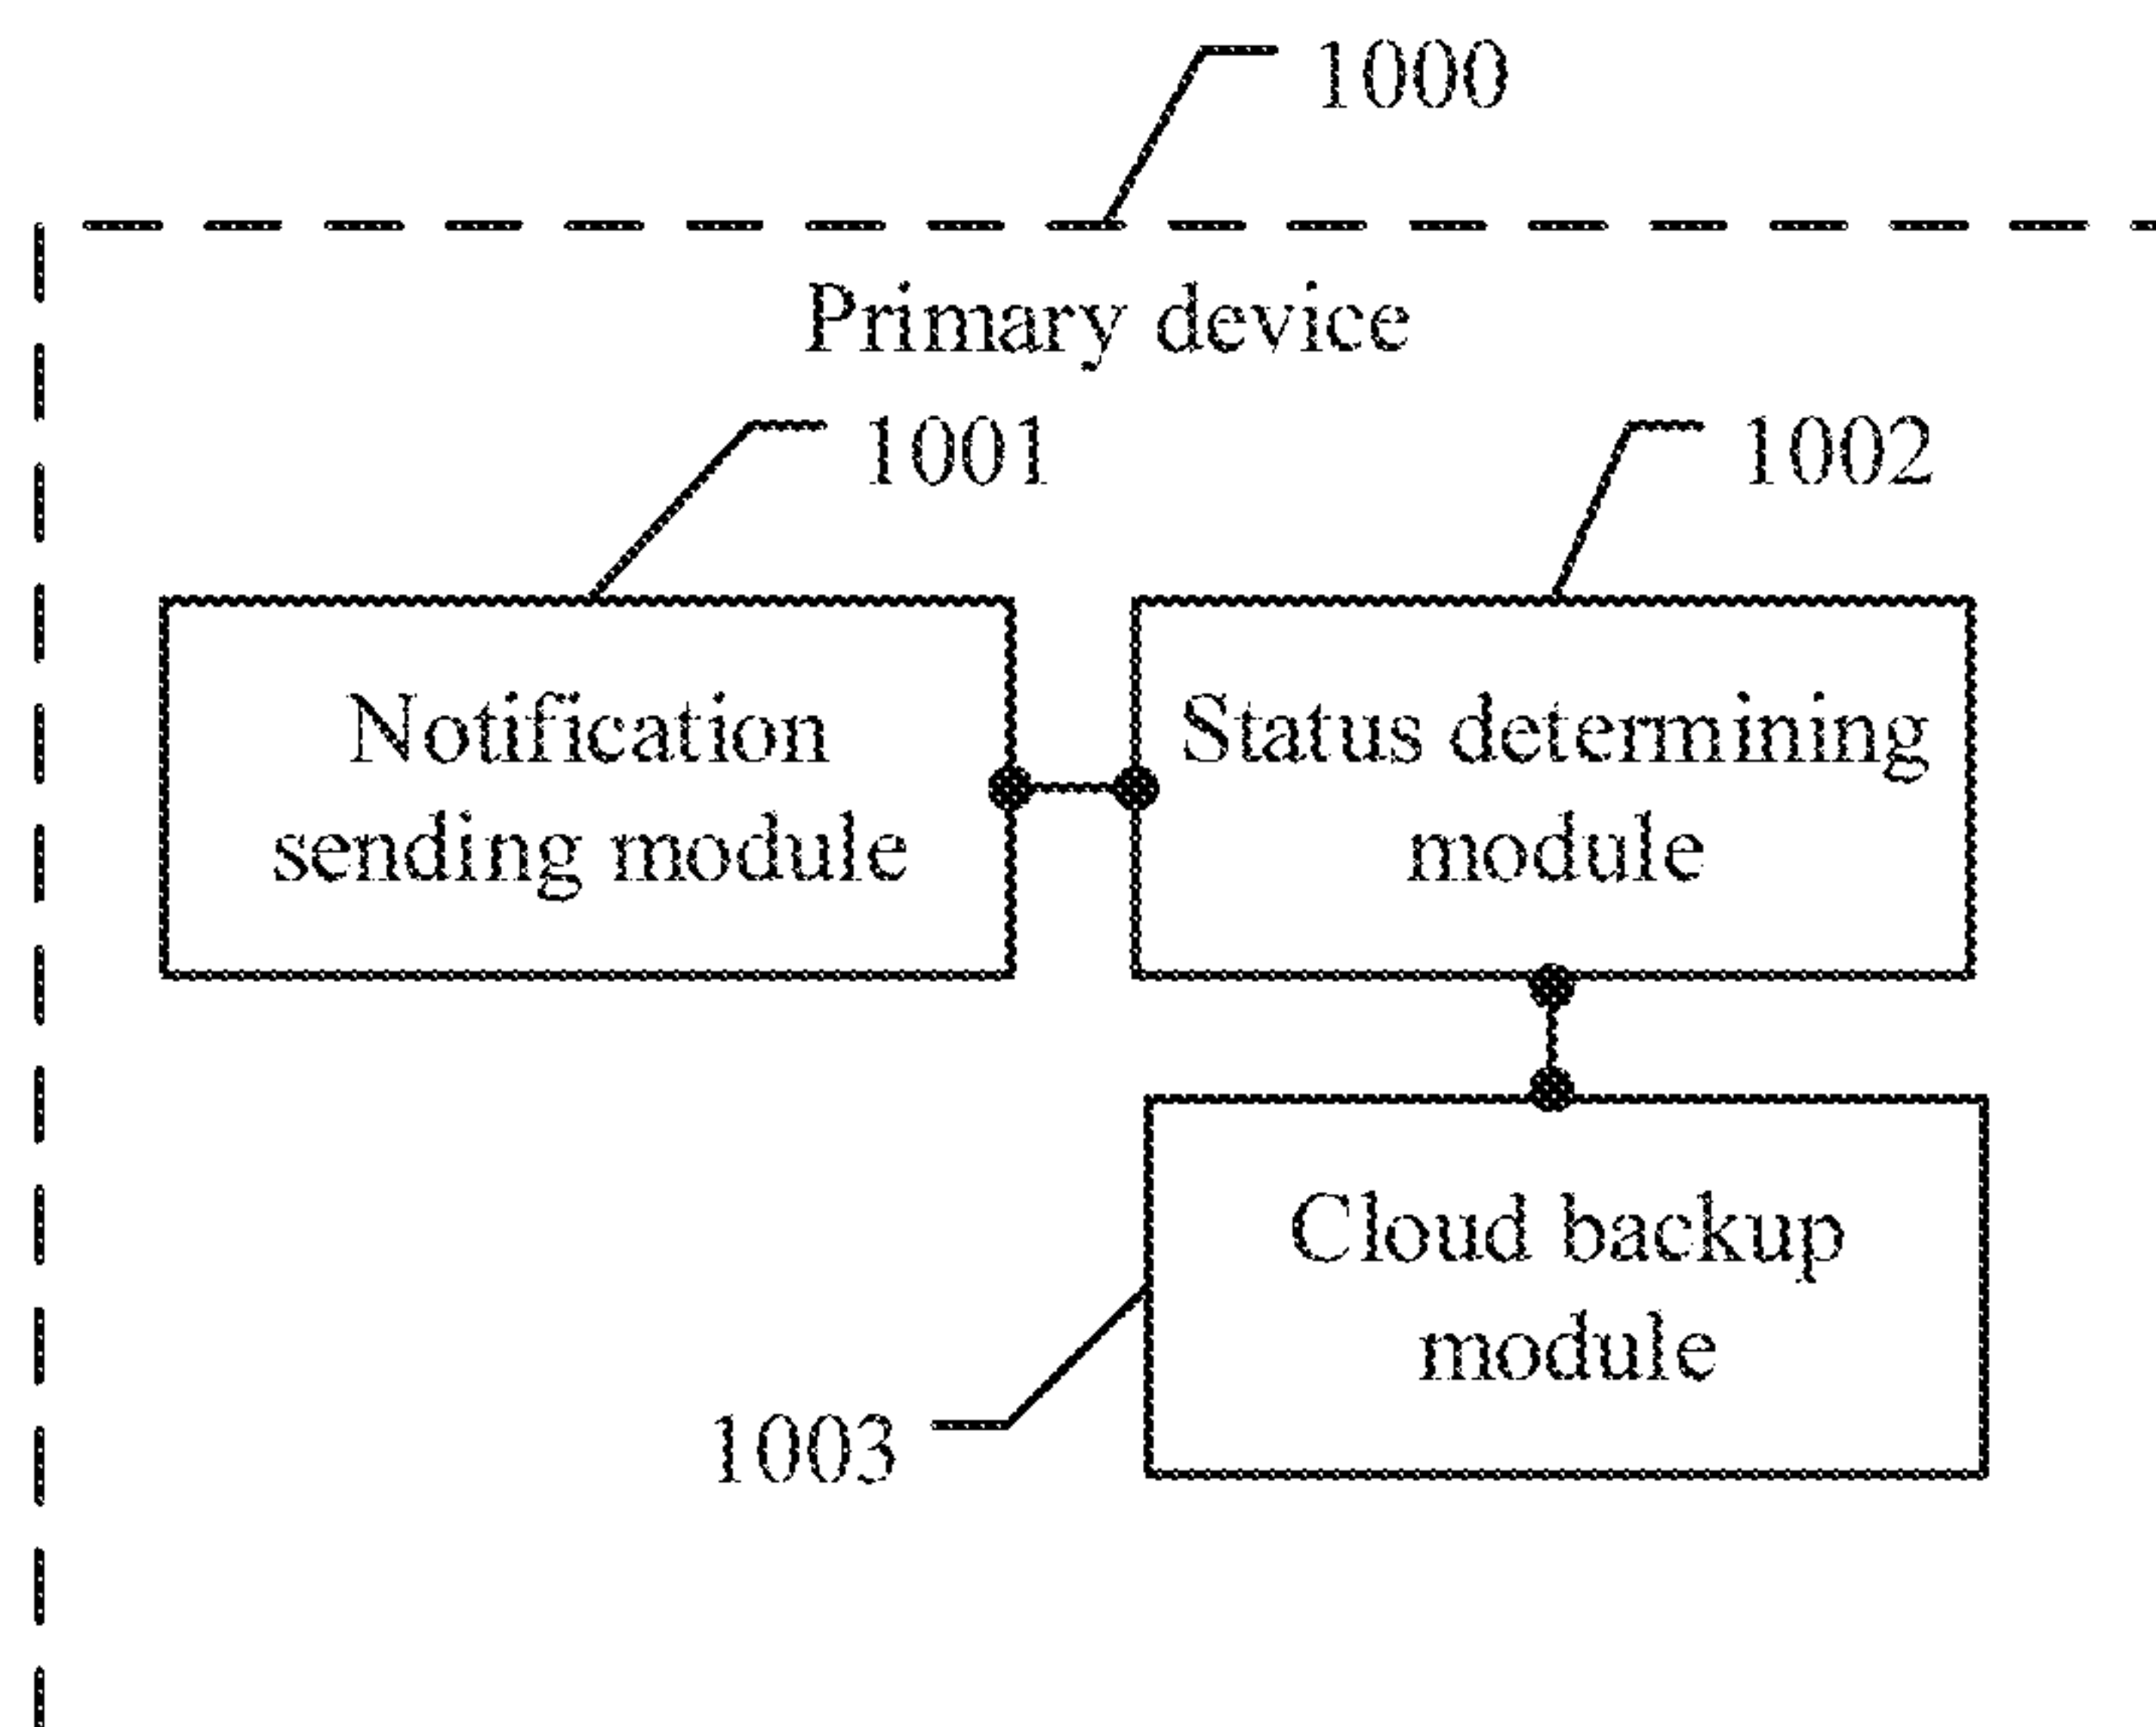 1000
Primary device
1001
1002
Notification
sending module
Status determining
module
Cloud backup
module
1003